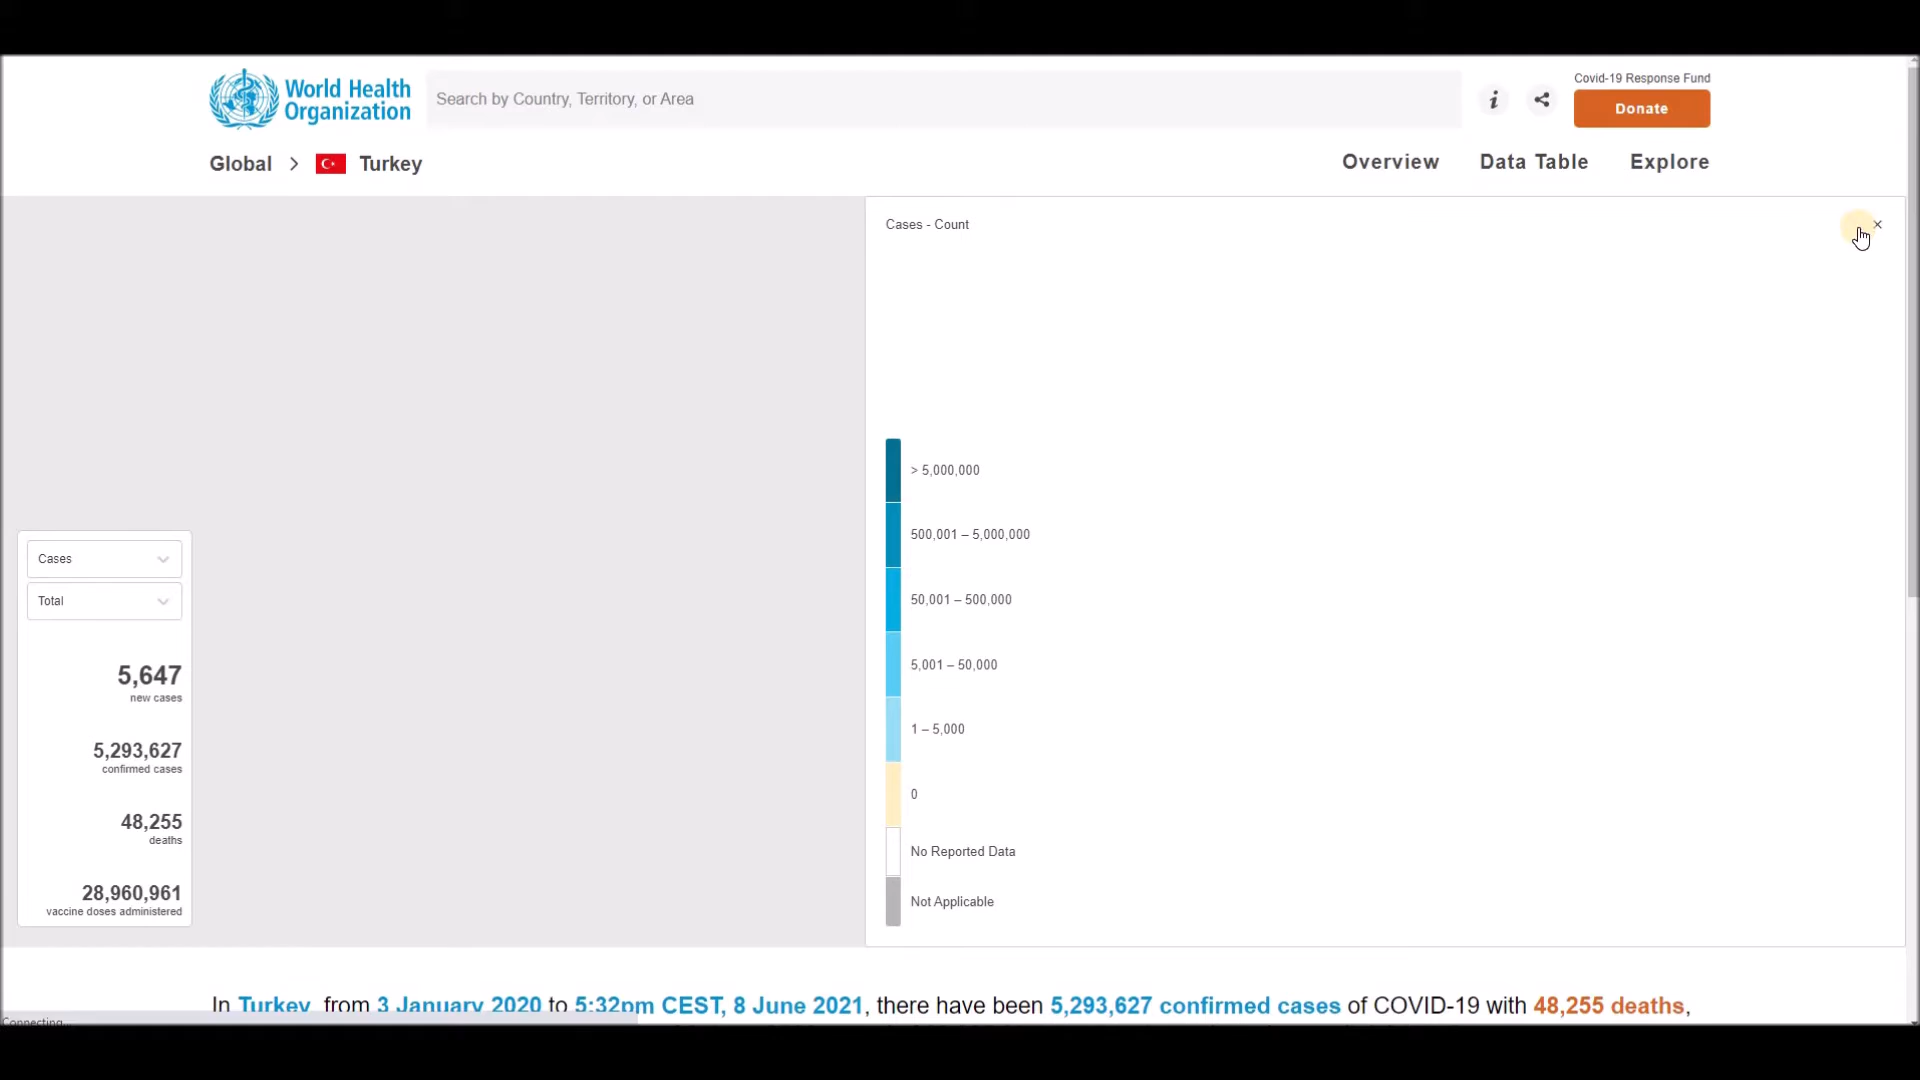 World Health
Organization
Search by Country, Territory, or Area
i
Covid-19 Response Fund
Donate
Global > Turkey
Overview
Data Table
Explore
Cases - Count
×
> 5,000,000
500,001 – 5,000,000
50,001 – 500,000
5,001 – 50,000
1 – 5,000
0
No Reported Data
Not Applicable
Cases
Total
5,647
new cases
5,293,627
confirmed cases
48,255
deaths
28,960,961
vaccine doses administered
In Turkey, from 3 January 2020 to 5:32pm CEST, 8 June 2021, there have been 5,293,627 confirmed cases of COVID-19 with 48,255 deaths,
Connecting...